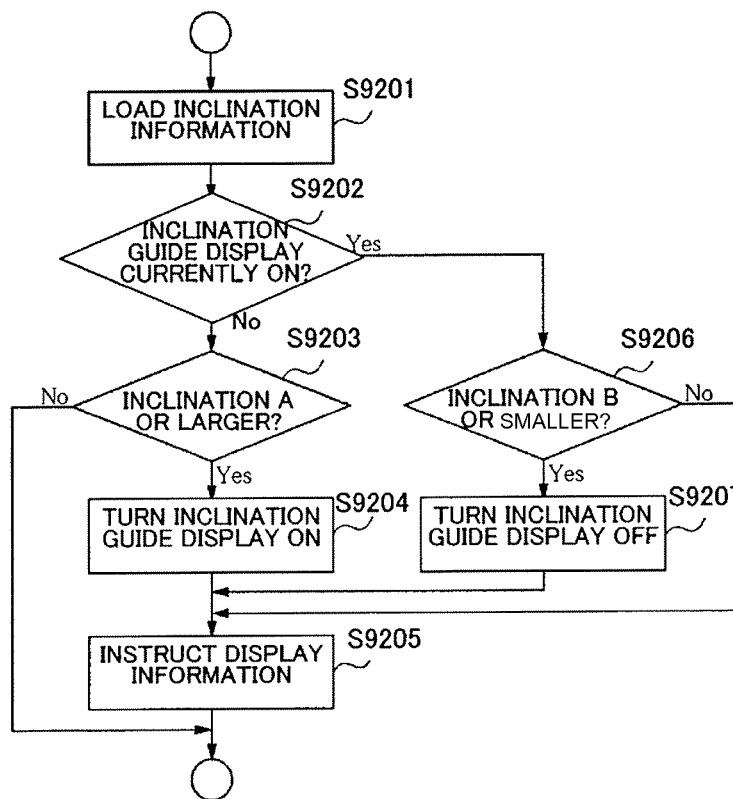 S9201
LOAD INCLINATION
INFORMATION
S9202
INCLINATION
GUIDE DISPLAY
CURRENTLY ON?
Yes
No
S9203
INCLINATION A
OR LARGER?
No
Yes
S9206
INCLINATION B
OR SMALLER?
No
Yes
S9204
TURN INCLINATION
GUIDE DISPLAY ON
S9207
TURN INCLINATION
GUIDE DISPLAY OFF
S9205
INSTRUCT DISPLAY
INFORMATION